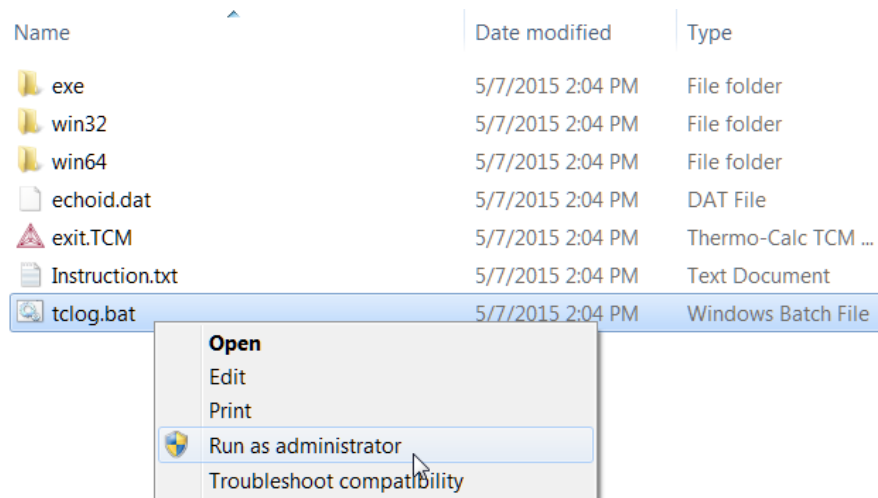 Name Date modified Type
exe 5/7/2015 2:04 PM File folder
win32 5/7/2015 2:04 PM File folder
win64 5/7/2015 2:04 PM File folder
echoid.dat 5/7/2015 2:04 PM DAT File
exit.TCM 5/7/2015 2:04 PM Thermo-Calc TCM ...
Instruction.txt 5/7/2015 2:04 PM Text Document
tclog.bat 5/7/2015 2:04 PM Windows Batch File
Open
Edit
Print
Run as administrator
Troubleshoot compatibility